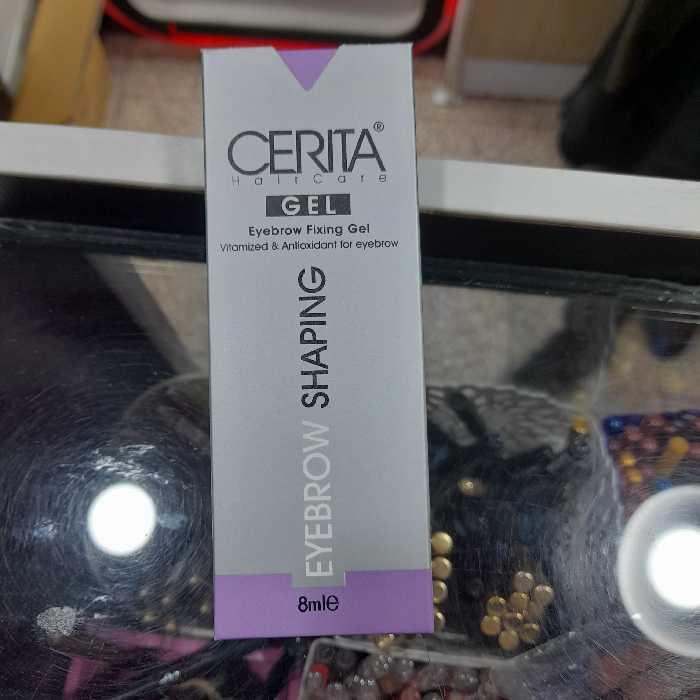 CERITA®
HairCare
GEL
Eyebrow Fixing Gel
Vitamized & Antioxidant for eyebrow
EYEBROW SHAPING
8ml℮